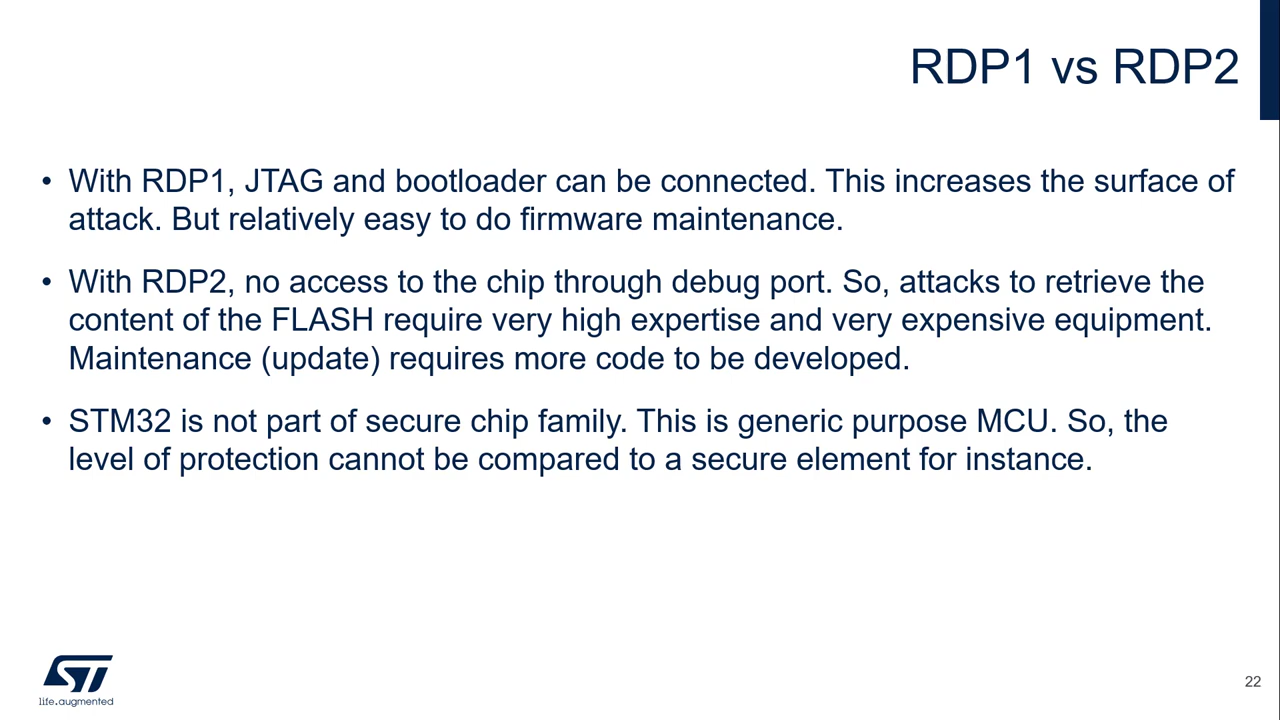 RDP1 vs RDP2
• With RDP1, JTAG and bootloader can be connected. This increases the surface of
attack. But relatively easy to do firmware maintenance.
• With RDP2, no access to the chip through debug port. So, attacks to retrieve the
content of the FLASH require very high expertise and very expensive equipment.
Maintenance (update) requires more code to be developed.
• STM32 is not part of secure chip family. This is generic purpose MCU. So, the
level of protection cannot be compared to a secure element for instance.
ST
life.augmented
22